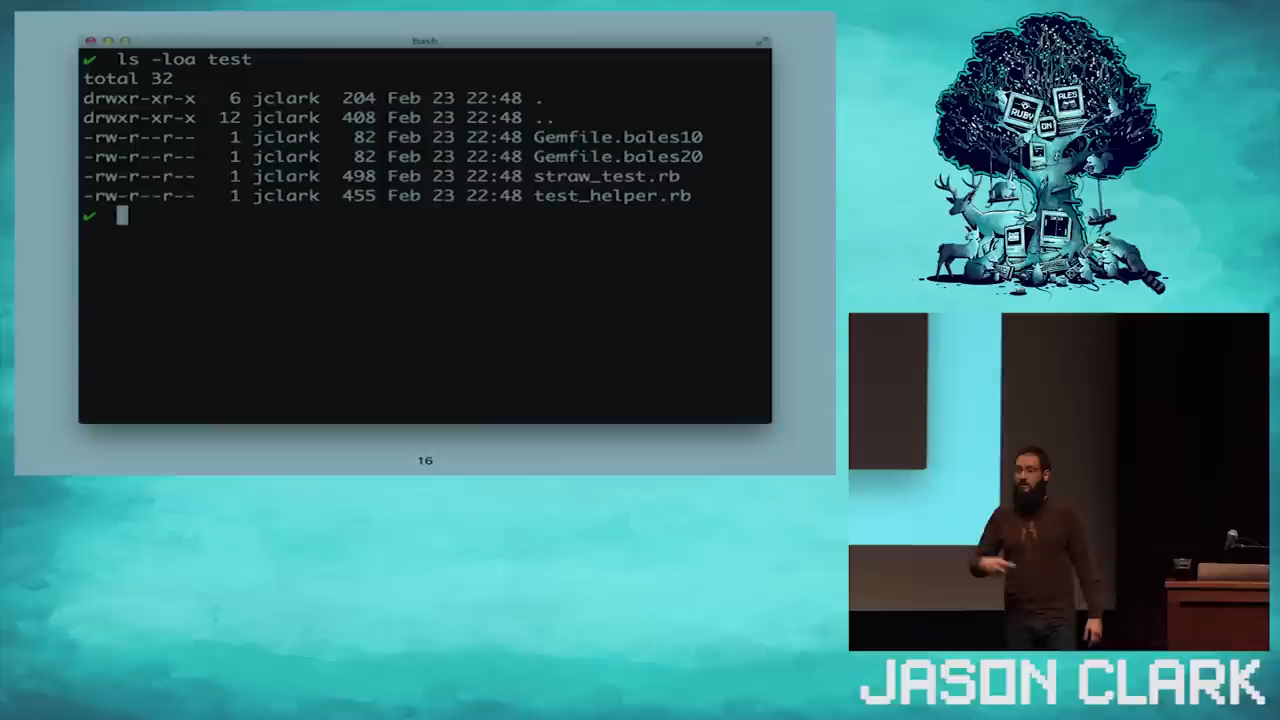 bash
✔ ls -loa test
total 32
drwxr-xr-x 6 jclark 204 Feb 23 22:48 .
drwxr-xr-x 12 jclark 408 Feb 23 22:48 ..
-rw-r--r-- 1 jclark 82 Feb 23 22:48 Gemfile.bales10
-rw-r--r-- 1 jclark 82 Feb 23 22:48 Gemfile.bales20
-rw-r--r-- 1 jclark 498 Feb 23 22:48 straw_test.rb
-rw-r--r-- 1 jclark 455 Feb 23 22:48 test_helper.rb
✔
16
RUBY
ON
ALES
JASON CLARK